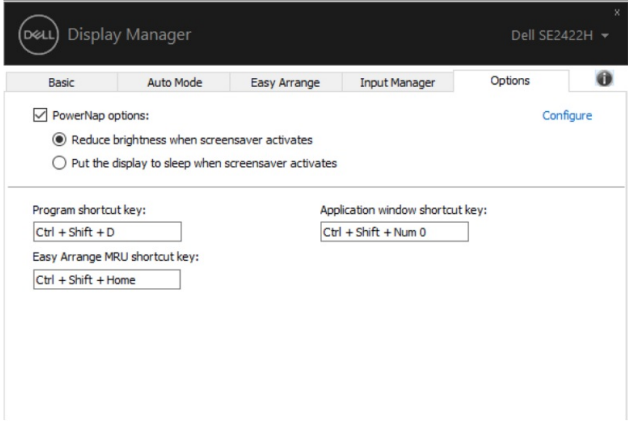 x
DELL Display Manager
Dell SE2422H
Basic Auto Mode Easy Arrange Input Manager Options i
PowerNap options: Configure
Reduce brightness when screensaver activates
Put the display to sleep when screensaver activates
Program shortcut key: Application window shortcut key:
Ctrl + Shift + D Ctrl + Shift + Num 0
Easy Arrange MRU shortcut key:
Ctrl + Shift + Home